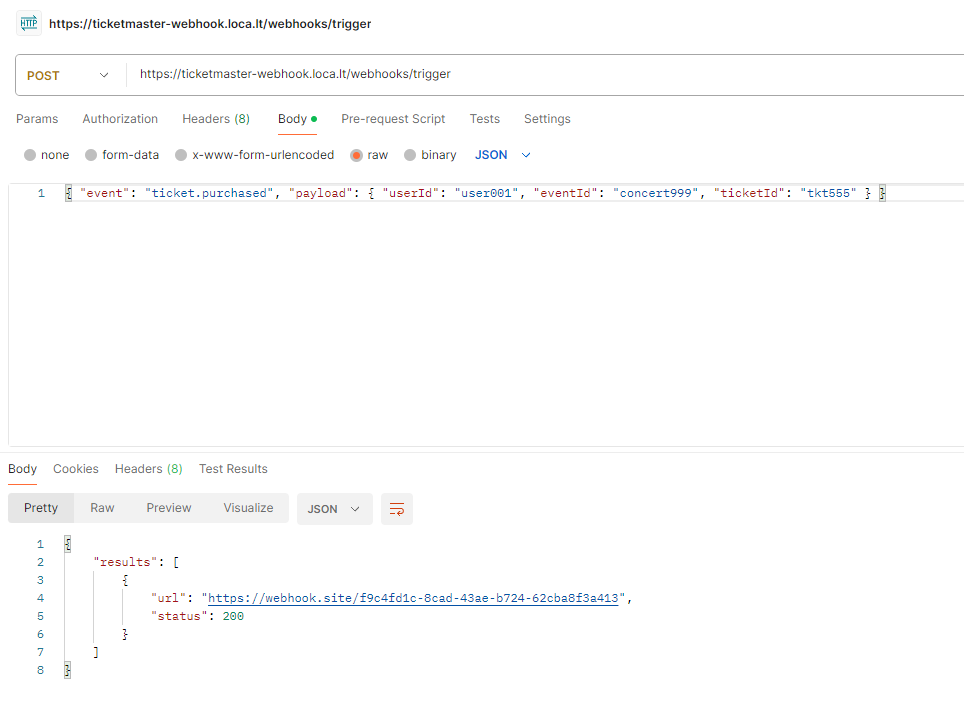 HTTP https://ticketmaster-webhook.loca.lt/webhooks/trigger
POST https://ticketmaster-webhook.loca.lt/webhooks/trigger
Params Authorization Headers (8) Body Pre-request Script Tests Settings
none form-data x-www-form-urlencoded raw binary JSON
1 { "event": "ticket.purchased", "payload": { "userId": "user001", "eventId": "concert999", "ticketId": "tkt555" } }
Body Cookies Headers (8) Test Results
Pretty Raw Preview Visualize JSON
1 {
2 "results": [
3 {
4 "url": "https://webhook.site/f9c4fd1c-8cad-43ae-b724-62cba8f3a413",
5 "status": 200
6 }
7 ]
8 }